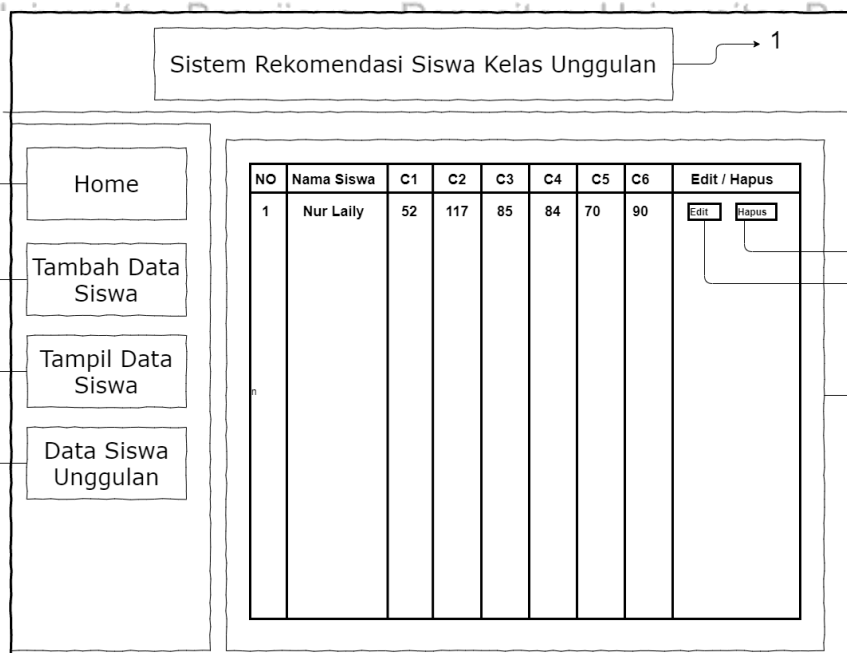 Sistem Rekomendasi Siswa Kelas Unggulan
1
Home
Tambah Data
Siswa
Tampil Data
Siswa
Data Siswa
Unggulan
NO Nama Siswa C1 C2 C3 C4 C5 C6 Edit / Hapus
1 Nur Laily 52 117 85 84 70 90 Edit Hapus
n